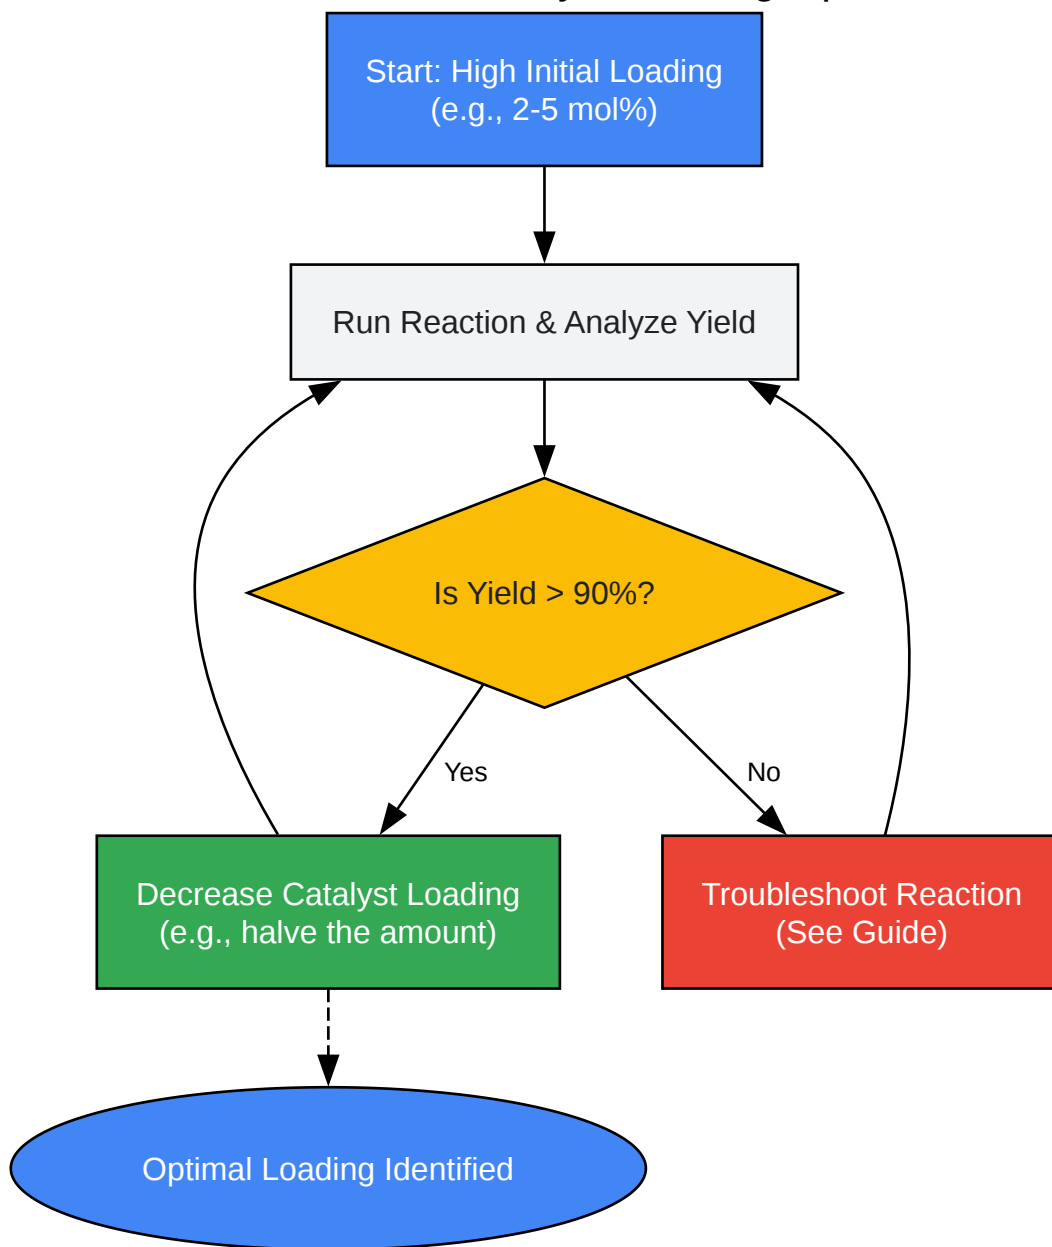 Start: High Initial Loading
(e.g., 2-5 mol%)
Run Reaction & Analyze Yield
Is Yield > 90%?
Yes
No
Decrease Catalyst Loading
(e.g., halve the amount)
Troubleshoot Reaction
(See Guide)
Optimal Loading Identified